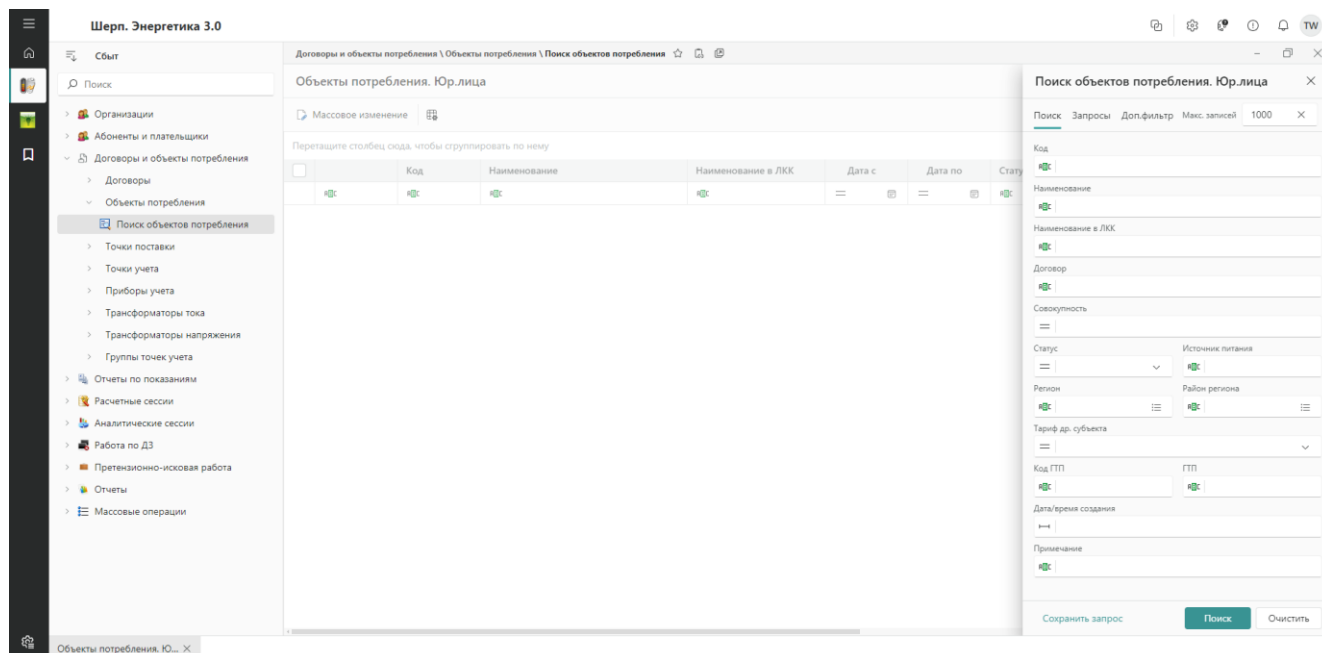 Шерп. Энергетика 3.0
TW
Сбыт
Поиск
Организации
Абоненты и плательщики
Договоры и объекты потребления
Договоры
Объекты потребления
Поиск объектов потребления
Точки поставки
Точки учета
Приборы учета
Трансформаторы тока
Трансформаторы напряжения
Группы точек учета
Отчеты по показаниям
Расчетные сессии
Аналитические сессии
Работа по ДЗ
Претензионно-исковая работа
Отчеты
Массовые операции
Договоры и объекты потребления \ Объекты потребления \ Поиск объектов потребления
Объекты потребления. Юр.лица
Массовое изменение
Перетащите столбец сюда, чтобы сгруппировать по нему
Код Наименование Наименование в ЛКК Дата с Дата по Стату
Поиск объектов потребления. Юр.лица
Поиск Запросы Доп.фильтр Макс. записей 1000
Код
Наименование
Наименование в ЛКК
Договор
Совокупность
Статус Источник питания
Регион Район региона
Тариф др. субъекта
Код ГТП ГТП
Дата/время создания
Примечание
Сохранить запрос Поиск Очистить
Объекты потребления. Ю...